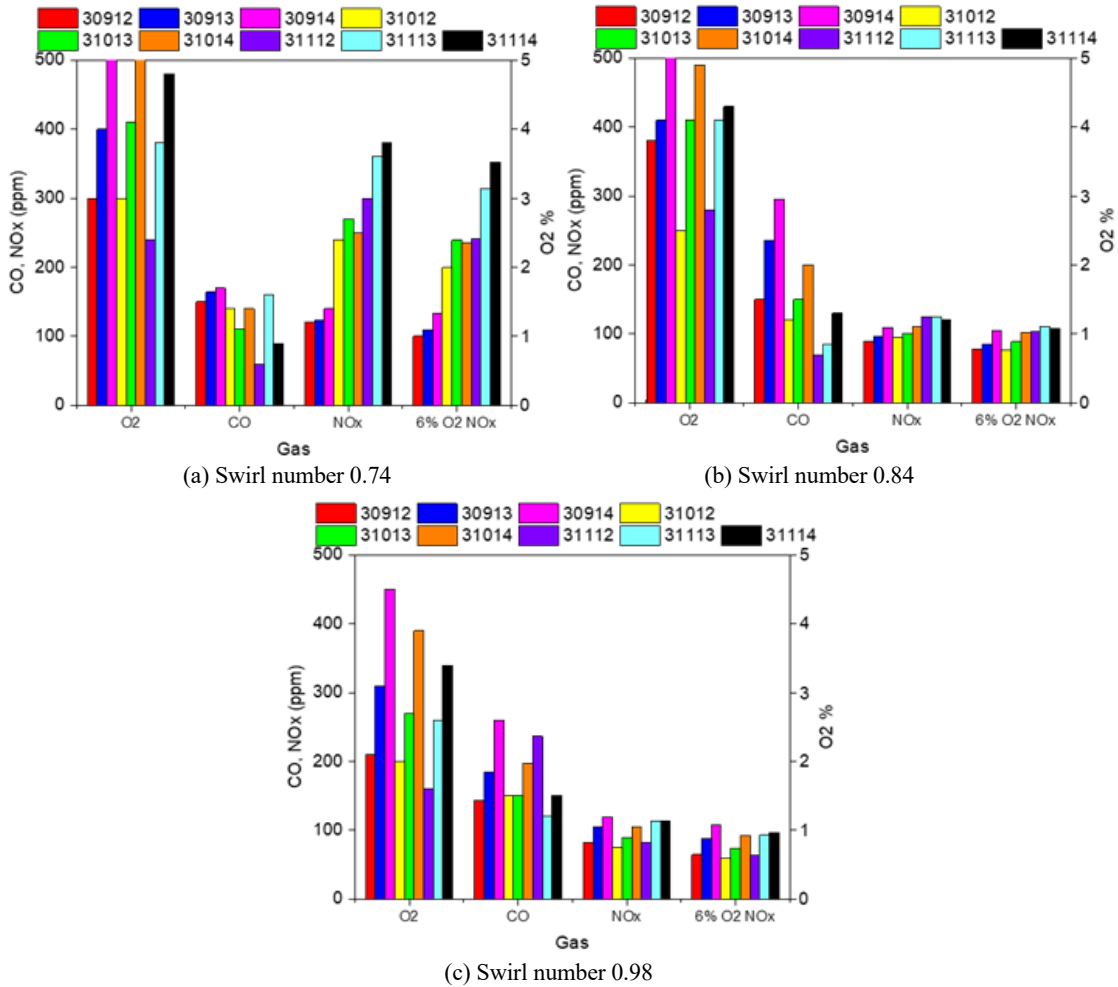 30912 30913 30914 31012
31013 31014 31112 31113 31114
500 5
400 4
300 3
200 2
100 1
0 0
CO, NOx (ppm)
O2 %
O2 CO NOx 6% O2 NOx
Gas
(a) Swirl number 0.74
30912 30913 30914 31012
31013 31014 31112 31113 31114
500 5
400 4
300 3
200 2
100 1
0 0
CO, NOx (ppm)
O2 %
O2 CO NOx 6% O2 NOx
Gas
(b) Swirl number 0.84
30912 30913 30914 31012
31013 31014 31112 31113 31114
500 5
400 4
300 3
200 2
100 1
0 0
CO, NOx (ppm)
O2 %
O2 CO NOx 6% O2 NOx
Gas
(c) Swirl number 0.98